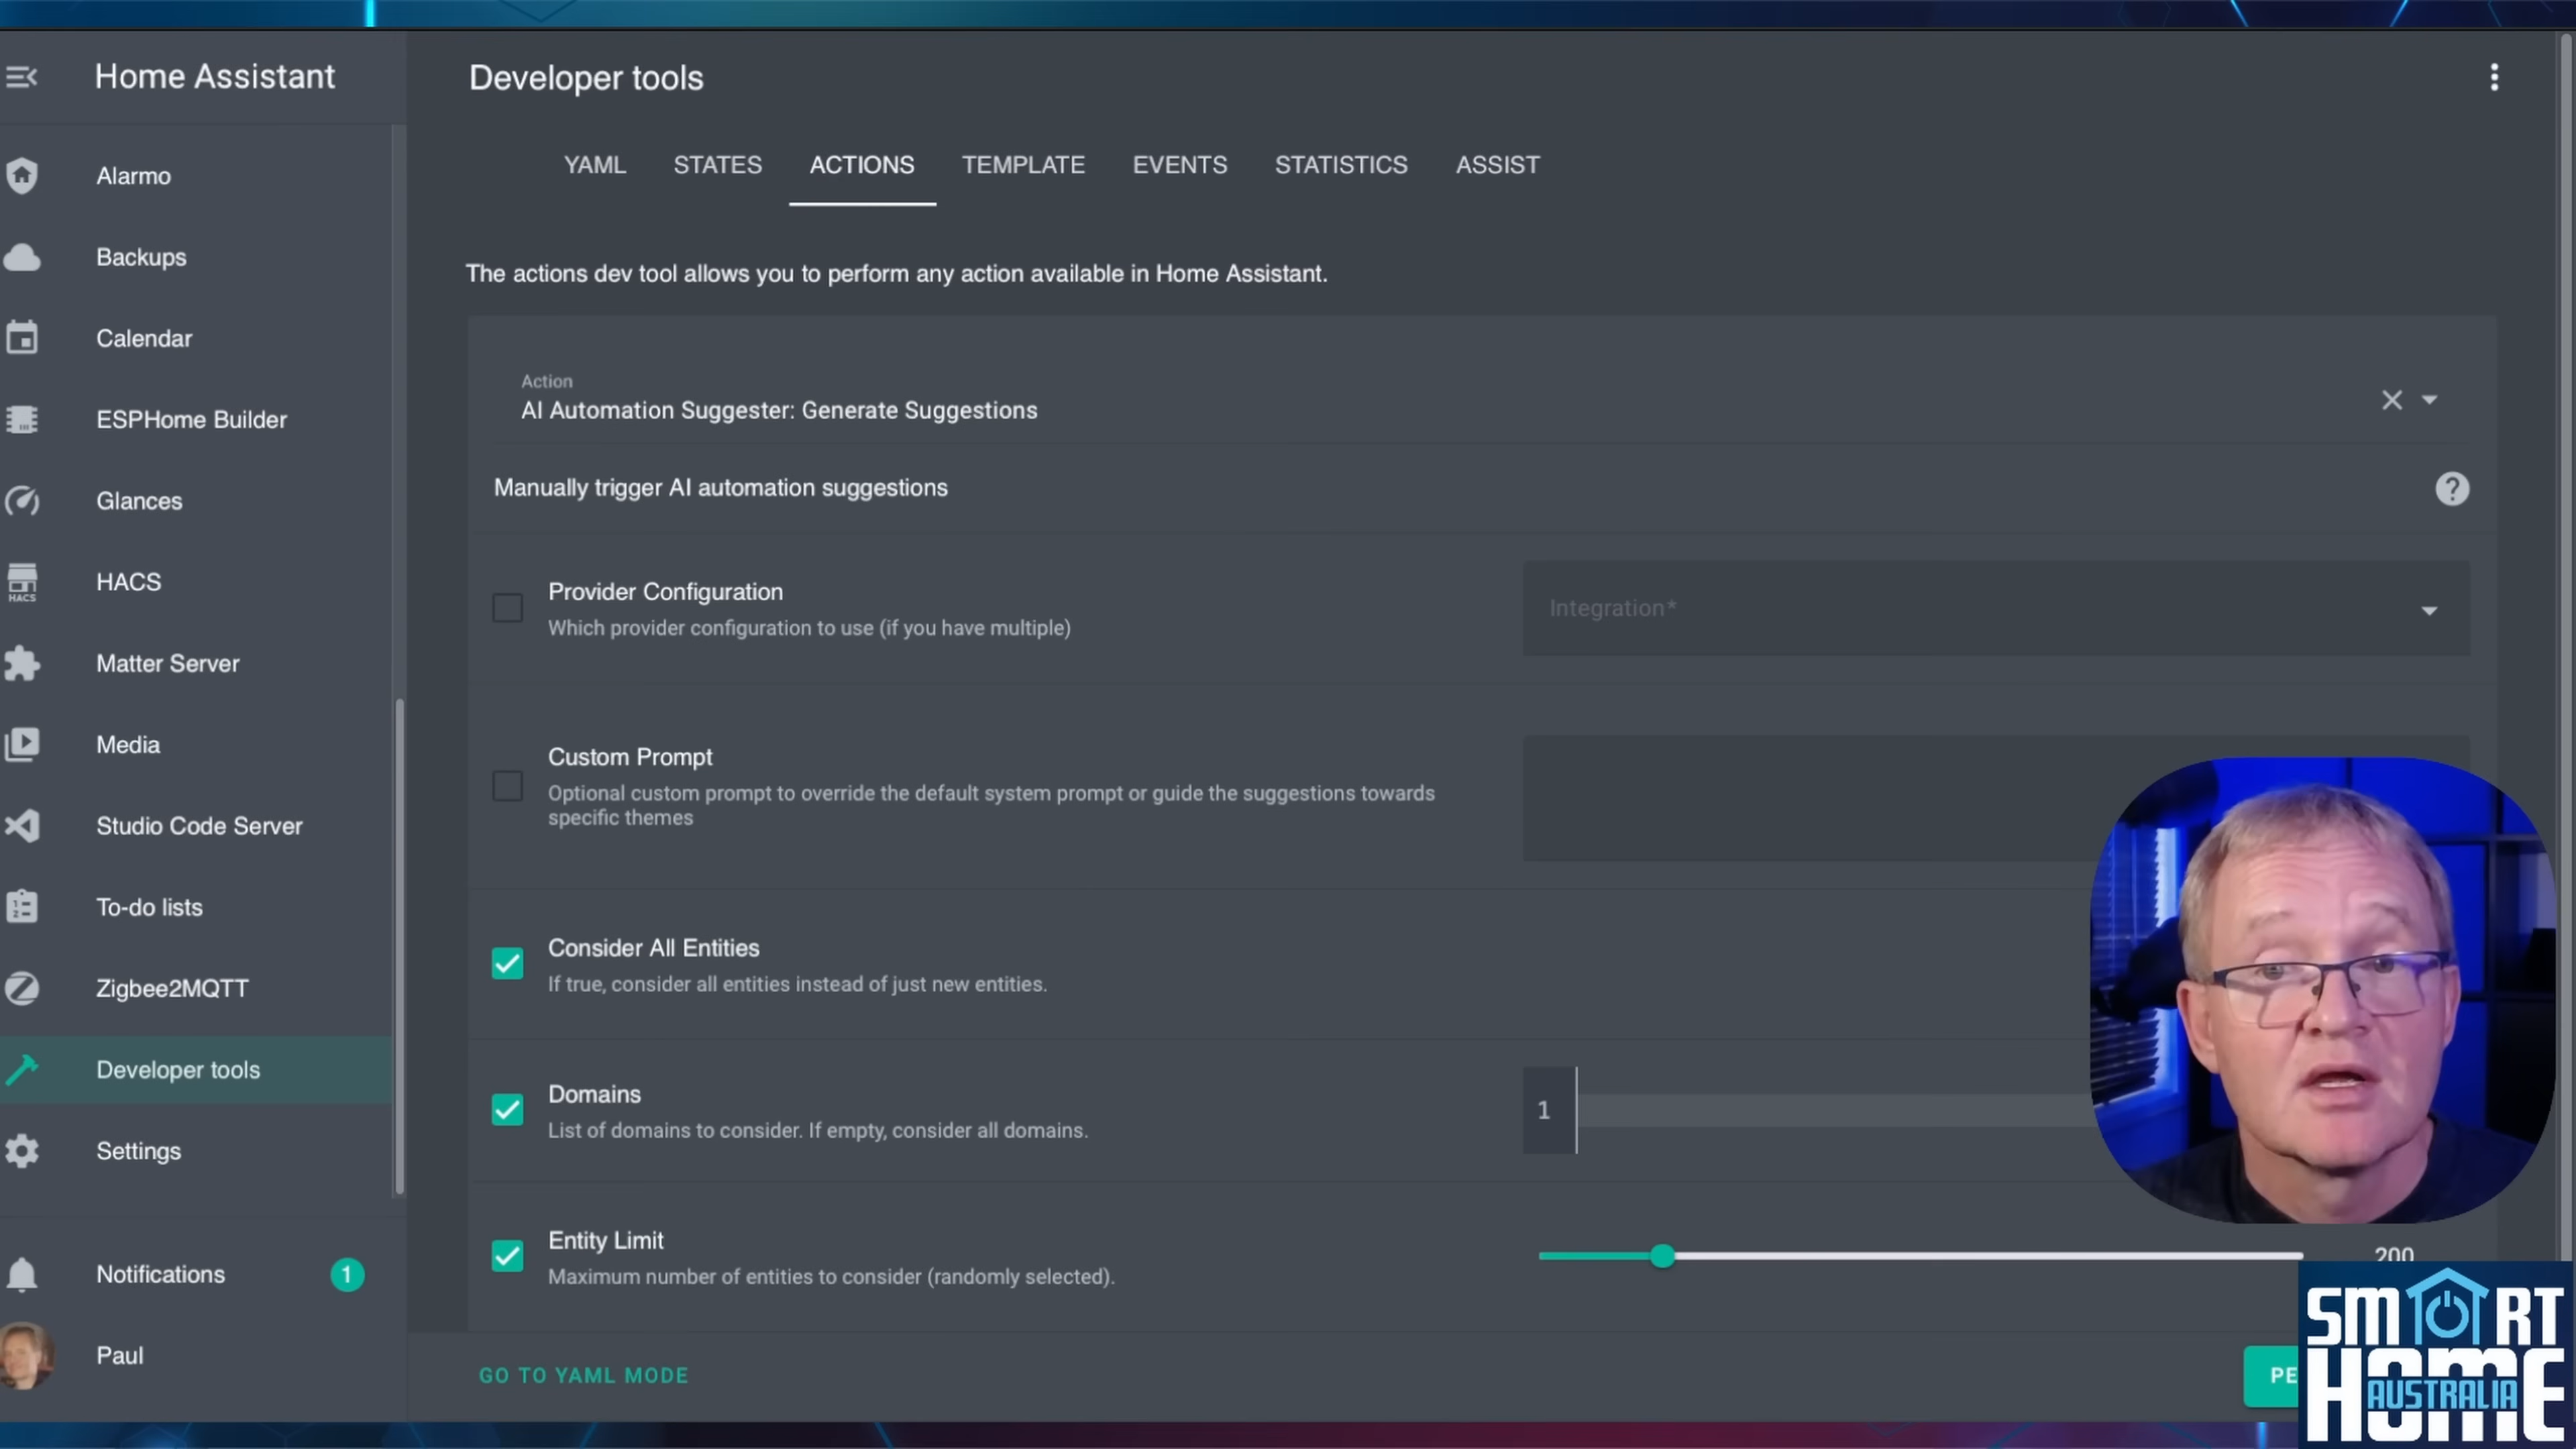 Home Assistant
Developer tools
YAML STATES ACTIONS TEMPLATE EVENTS STATISTICS ASSIST
The actions dev tool allows you to perform any action available in Home Assistant.
Alarmo
Backups
Calendar
ESPHome Builder
Glances
HACS
HACS
Matter Server
Media
Studio Code Server
To-do lists
Zigbee2MQTT
Developer tools
Settings
Notifications
1
Paul
Action
AI Automation Suggester: Generate Suggestions
Manually trigger AI automation suggestions
Provider Configuration
Which provider configuration to use (if you have multiple)
Integration*
Custom Prompt
Optional custom prompt to override the default system prompt or guide the suggestions towards
specific themes
Consider All Entities
If true, consider all entities instead of just new entities.
Domains
List of domains to consider. If empty, consider all domains.
1
Entity Limit
Maximum number of entities to consider (randomly selected).
200
GO TO YAML MODE
PE
SMART
HOME
AUSTRALIA